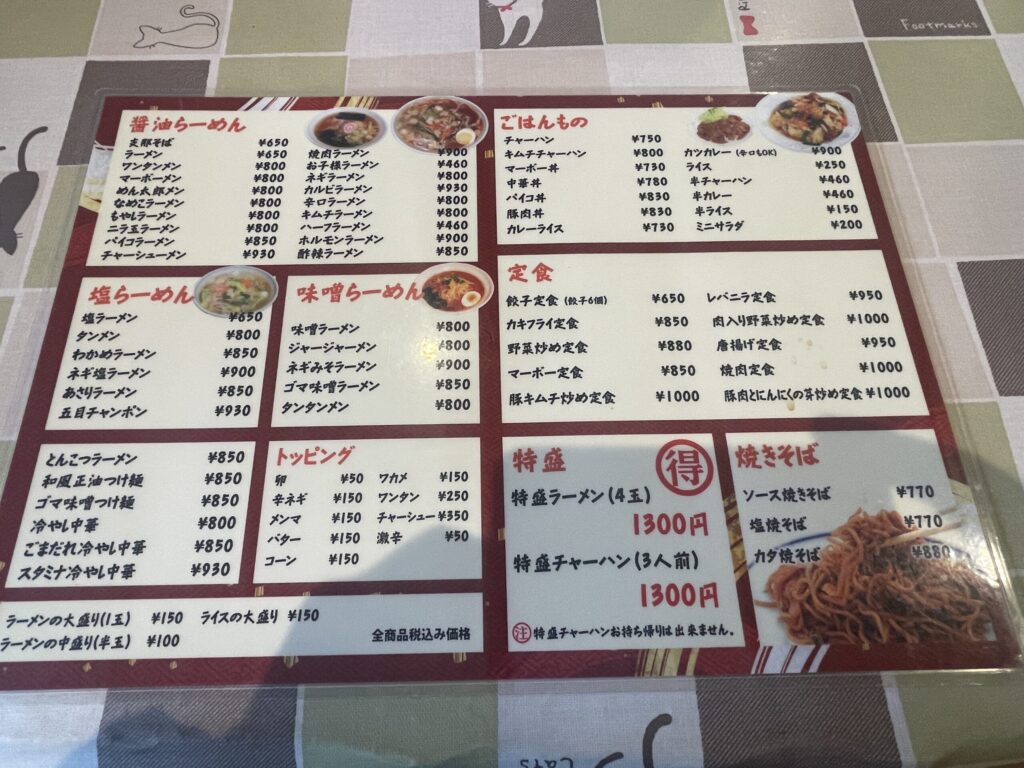 Footmarks
醤油らーめん
支那そば ¥650
ラーメン ¥650
ワンタンメン ¥800
マーボーメン ¥800
めん太郎メン ¥800
なめこラーメン ¥800
もやしラーメン ¥800
ニラ玉ラーメン ¥800
パイコラーメン ¥850
チャーシューメン ¥930
焼肉ラーメン ¥900
お子様ラーメン ¥460
ネギラーメン ¥800
カルビラーメン ¥930
辛口ラーメン ¥800
キムチラーメン ¥800
ハーフラーメン ¥460
ホルモンラーメン ¥900
酢辣ラーメン ¥850
ごはんもの
チャーハン ¥750
キムチチャーハン ¥800
マーボー丼 ¥730
中華丼 ¥780
パイコ丼 ¥830
豚肉丼 ¥830
カレーライス ¥730
カツカレー (辛口もOK) ¥900
ライス ¥250
半チャーハン ¥460
半カレー ¥460
半ライス ¥150
ミニサラダ ¥200
塩らーめん
塩ラーメン ¥650
タンメン ¥800
わかめラーメン ¥850
ネギ塩ラーメン ¥900
あさりラーメン ¥850
五目チャンポン ¥930
味噌らーめん
味噌ラーメン ¥800
ジャージャーメン ¥800
ネギみそラーメン ¥900
ゴマ味噌ラーメン ¥850
タンタンメン ¥800
定食
餃子定食 (餃子6個) ¥650
カキフライ定食 ¥850
野菜炒め定食 ¥880
マーボー定食 ¥850
豚キムチ炒め定食 ¥1000
レバニラ定食 ¥950
肉入り野菜炒め定食 ¥1000
唐揚げ定食 ¥950
焼肉定食 ¥1000
豚肉とにんにくの芽炒め定食 ¥1000
とんこつラーメン ¥850
和風正油つけ麺 ¥850
ゴマ味噌つけ麺 ¥850
冷やし中華 ¥800
ごまだれ冷やし中華 ¥850
スタミナ冷やし中華 ¥930
トッピング
卵 ¥50
辛ネギ ¥150
メンマ ¥150
バター ¥150
コーン ¥150
ワカメ ¥150
ワンタン ¥250
チャーシュー ¥350
激辛 ¥50
特盛 得
特盛ラーメン(4玉)
1300円
特盛チャーハン(3人前)
1300円
注 特盛チャーハンお持ち帰りは出来ません。
焼きそば
ソース焼きそば ¥770
塩焼そば ¥770
カタ焼そば ¥880
ラーメンの大盛り(1玉) ¥150 ライスの大盛り ¥150
ラーメンの中盛り(半玉) ¥100
全商品税込み価格
Cats